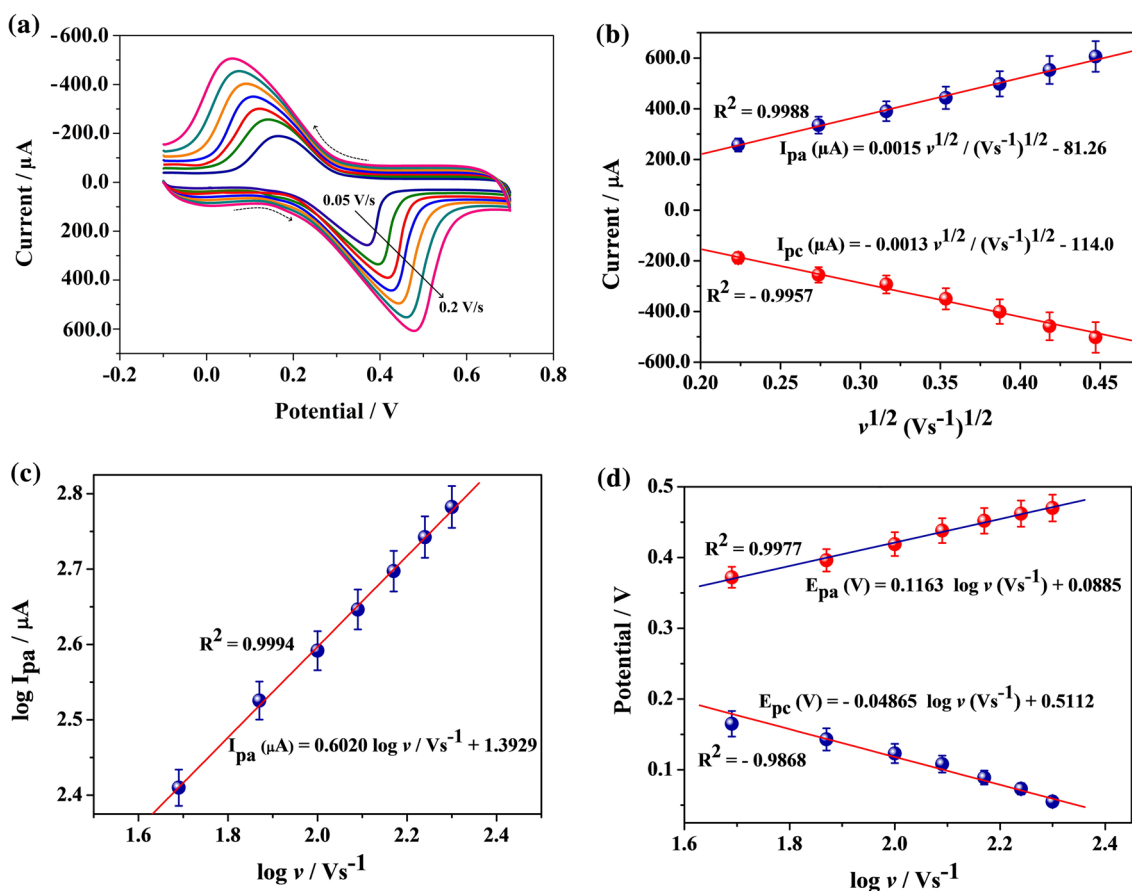 (a)
-600.0
-400.0
-200.0
0.0
200.0
400.0
600.0
Current / µA
0.05 V/s
0.2 V/s
-0.2 0.0 0.2 0.4 0.6 0.8
Potential / V
(b)
600.0
400.0
200.0
0.0
-200.0
-400.0
-600.0
Current / µA
R² = 0.9988
I_pa (µA) = 0.0015 v^1/2 / (Vs⁻¹)^1/2 - 81.26
I_pc (µA) = - 0.0013 v^1/2 / (Vs⁻¹)^1/2 - 114.0
R² = - 0.9957
0.20 0.25 0.30 0.35 0.40 0.45
v^1/2 (Vs⁻¹)^1/2
(c)
2.8
2.7
2.6
2.5
2.4
log I_pa / µA
R² = 0.9994
I_pa (µA) = 0.6020 log v / Vs⁻¹ + 1.3929
1.6 1.8 2.0 2.2 2.4
log v / Vs⁻¹
(d)
0.5
0.4
0.3
0.2
0.1
Potential / V
R² = 0.9977
E_pa (V) = 0.1163 log v (Vs⁻¹) + 0.0885
E_pc (V) = - 0.04865 log v (Vs⁻¹) + 0.5112
R² = - 0.9868
1.6 1.8 2.0 2.2 2.4
log v / Vs⁻¹